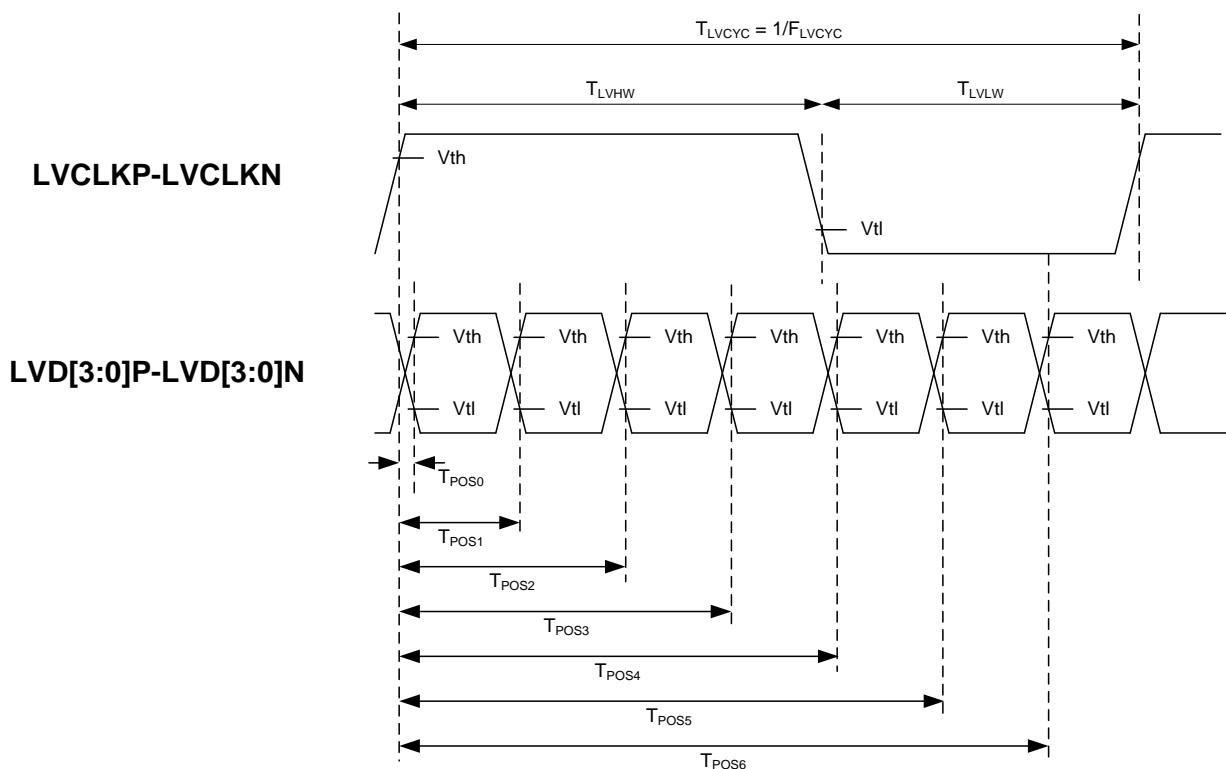 TLVCYC = 1/FLVCYC
TLVHW
TLVLW
LVCLKP-LVCLKN
Vth
Vtl
LVD[3:0]P-LVD[3:0]N
Vth Vth Vth Vth Vth Vth Vth
Vtl Vtl Vtl Vtl Vtl Vtl Vtl
TPOS0
TPOS1
TPOS2
TPOS3
TPOS4
TPOS5
TPOS6